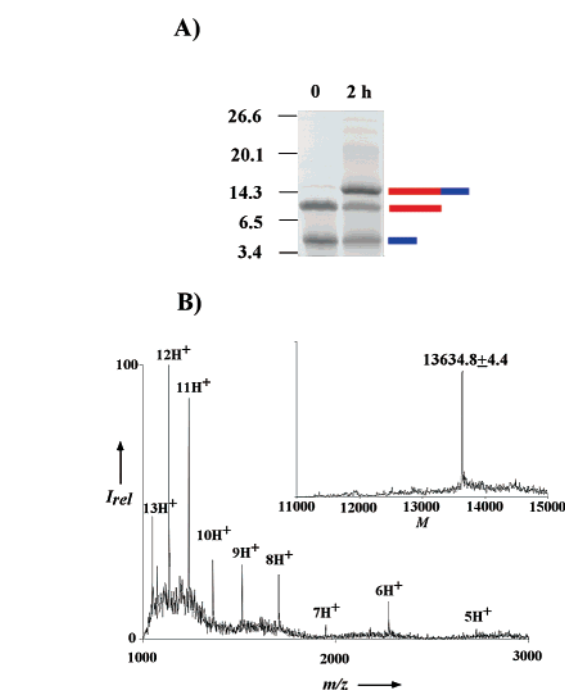 A)
0 2 h
26.6
20.1
14.3
6.5
3.4
B)
13634.8±4.4
100
12H+
11H+
13H+
10H+
9H+
8H+
7H+
6H+
5H+
Irel
0
11000 12000 13000 14000 15000
M
1000 2000 3000
m/z